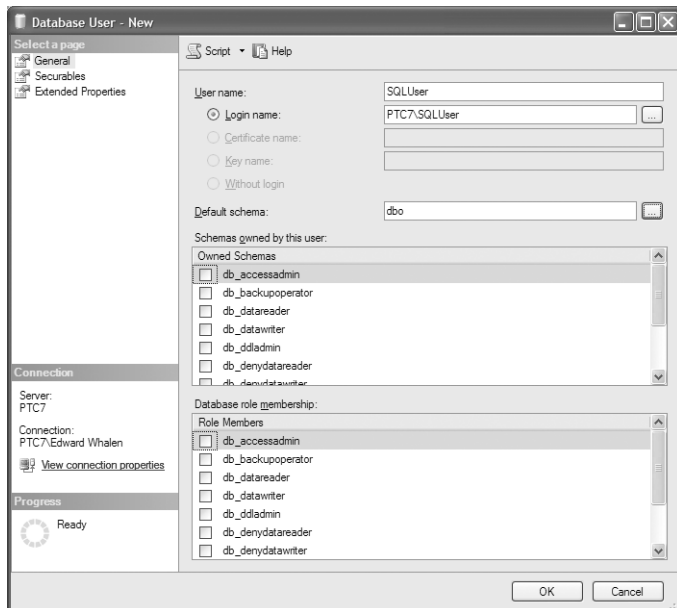 Database User - New
Select a page
General
Securables
Extended Properties
Script
Help
User name:
SQLUser
Login name:
PTC7\SQLUser
...
Certificate name:
Key name:
Without login
Default schema:
dbo
...
Schemas owned by this user:
Owned Schemas
db_accessadmin
db_backupoperator
db_datareader
db_datawriter
db_ddladmin
db_denydatareader
db_denydatawriter
Database role membership:
Role Members
db_accessadmin
db_backupoperator
db_datareader
db_datawriter
db_ddladmin
db_denydatareader
db_denydatawriter
Connection
Server:
PTC7
Connection:
PTC7\Edward Whalen
View connection properties
Progress
Ready
OK
Cancel